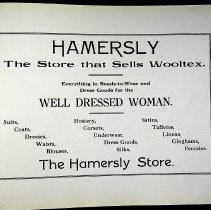 HAMERSLY
The Store that Sells Wooltex.
Everything in Ready-to-Wear and
Dress Goods for the
WELL DRESSED WOMAN.
Suits, Hosiery, Satins,
Coats, Corsets, Taffetas,
Dresses, Underwear, Linens,
Waists, Dress Goods, Ginghams,
Blouses, Silks, Percales.
The Hamersly Store.